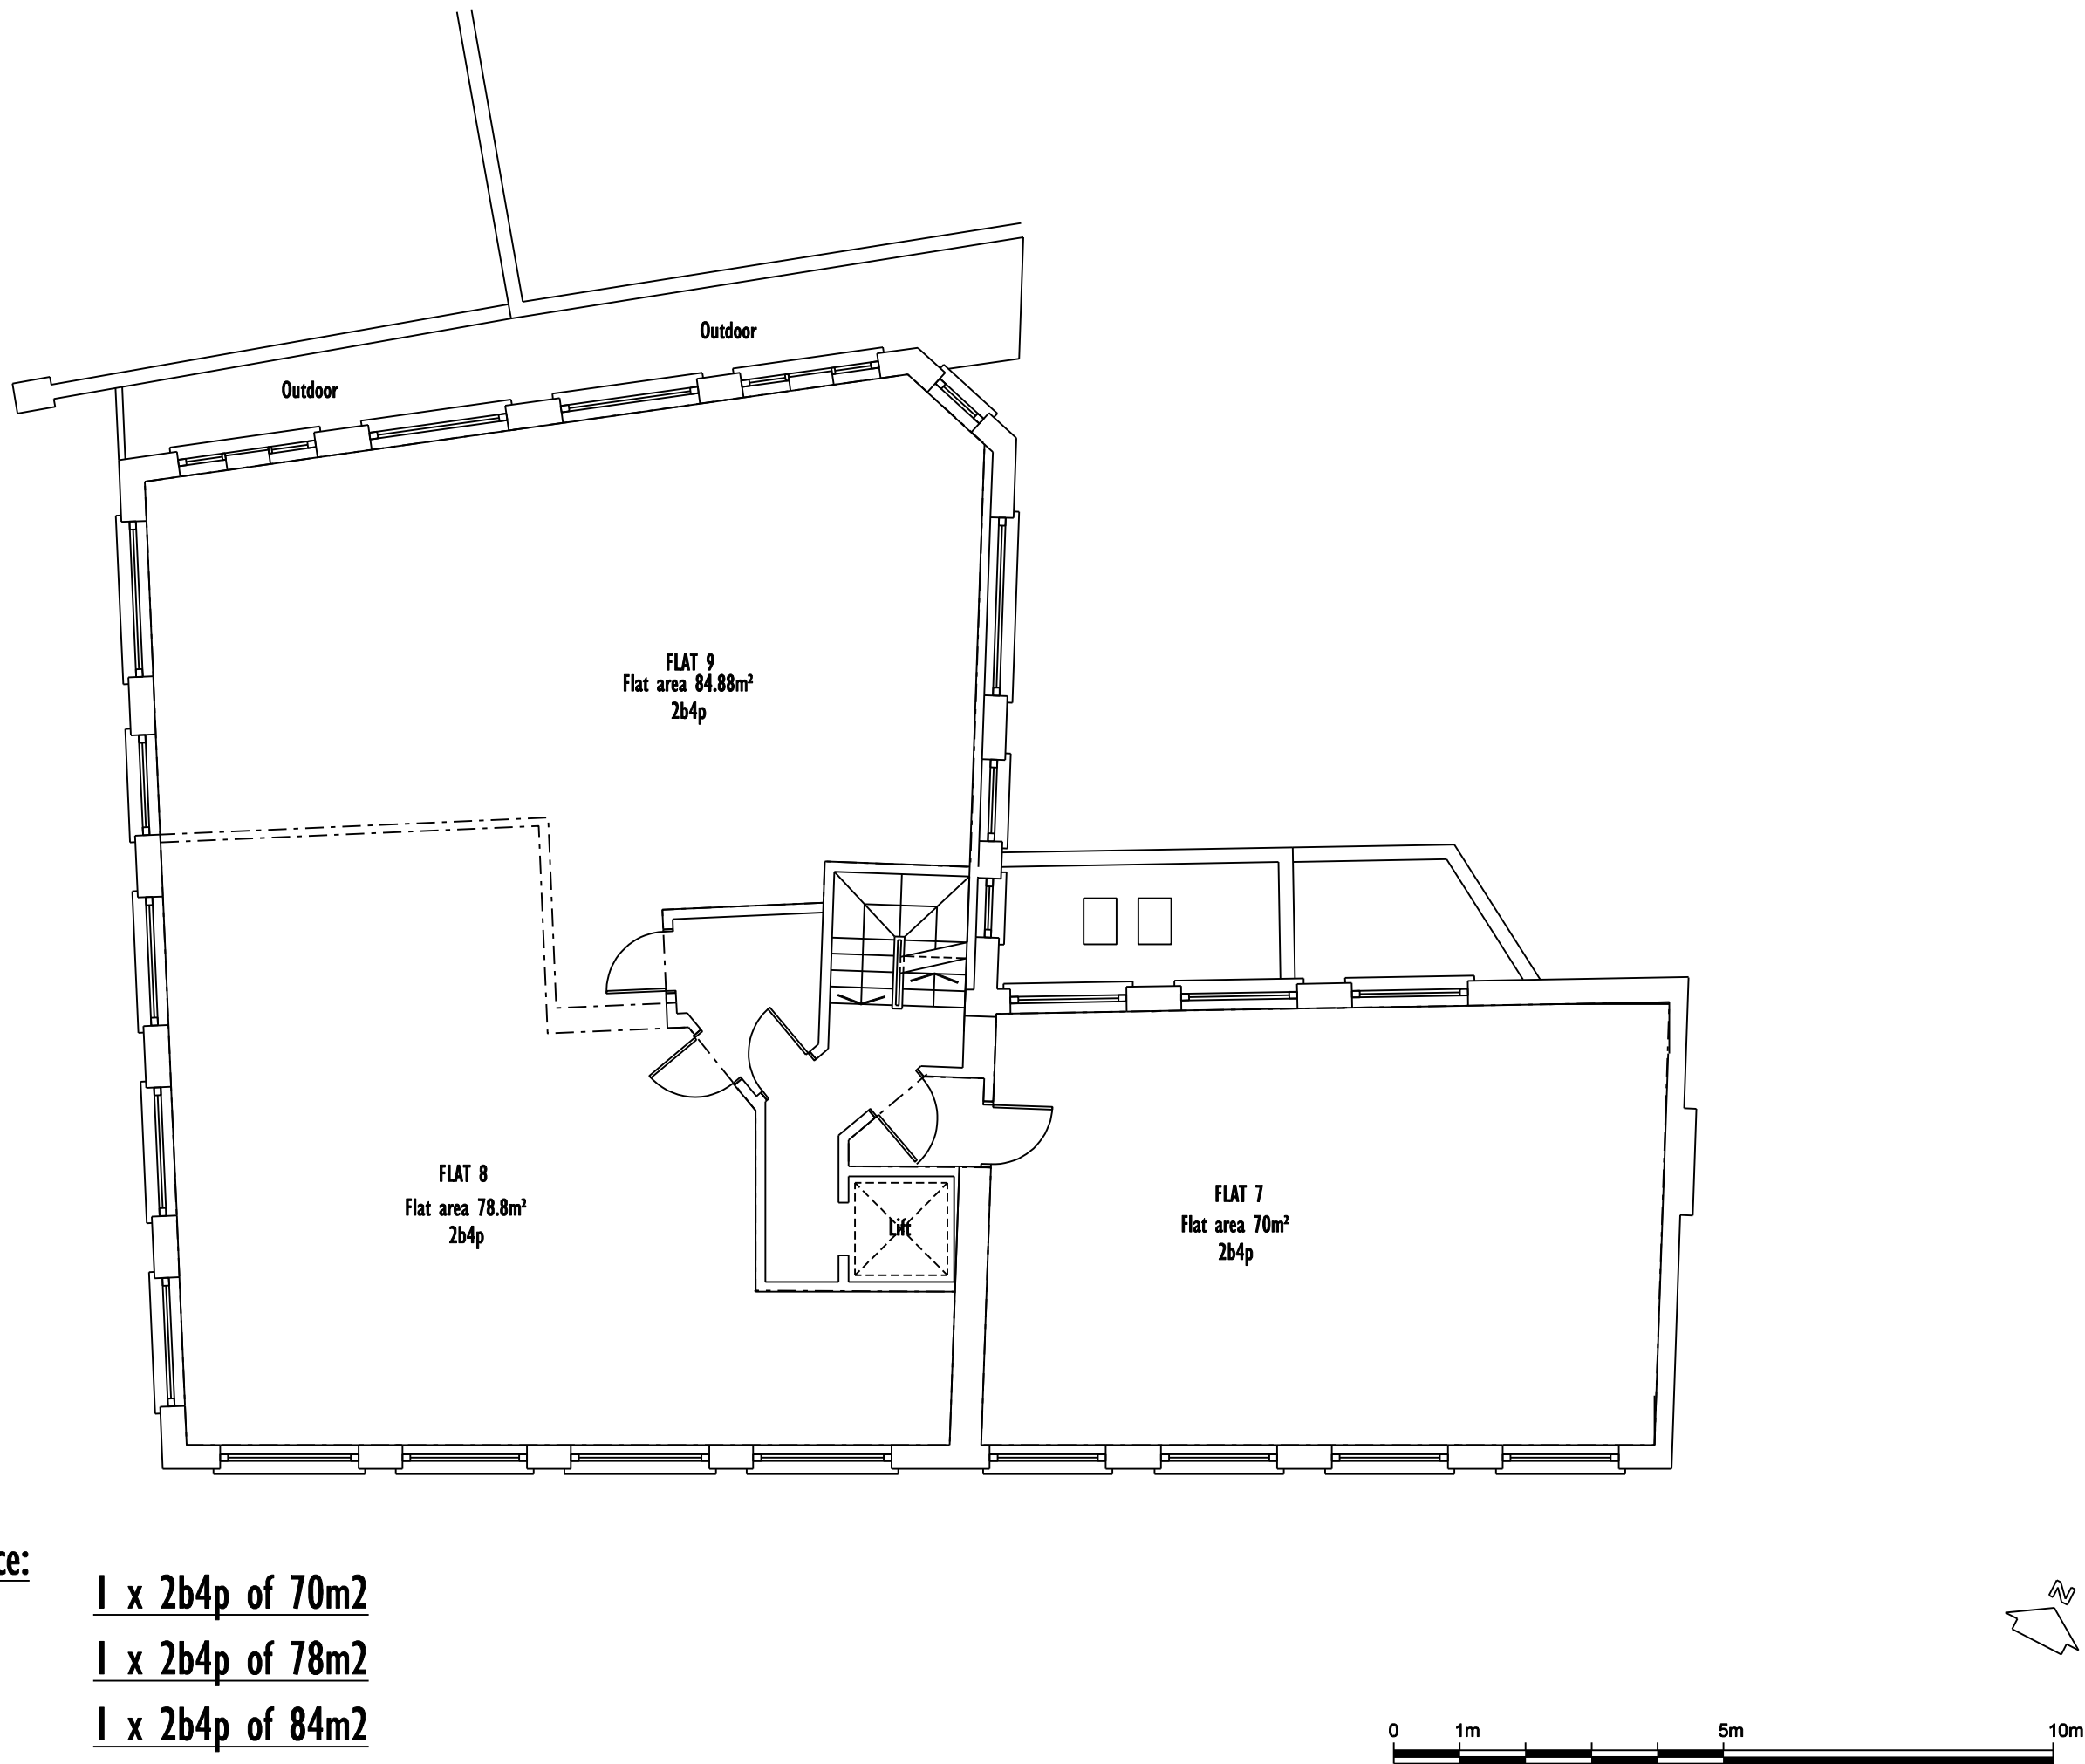 Outdoor
Outdoor
FLAT 9
Flat area 84.88m²
2b4p
FLAT 8
Flat area 78.8m²
2b4p
Lift
FLAT 7
Flat area 70m²
2b4p
ce:
1 x 2b4p of 70m2
1 x 2b4p of 78m2
1 x 2b4p of 84m2
N
0 1m 5m 10m